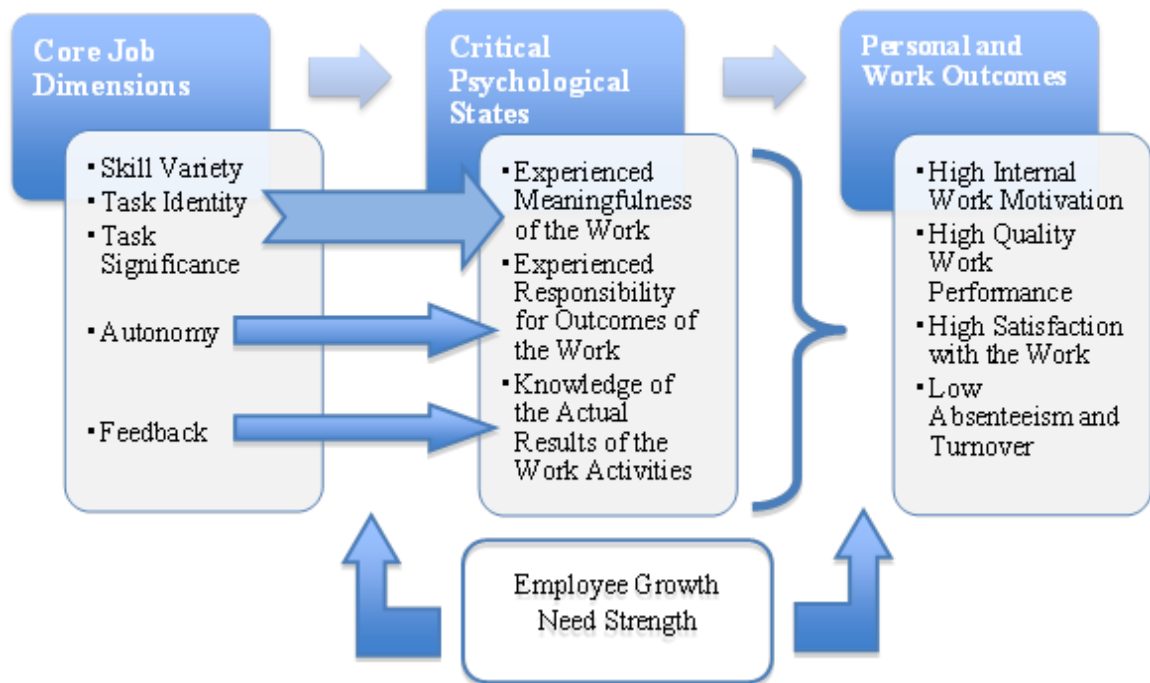 Core Job
Dimensions
▪ Skill Variety
▪ Task Identity
▪ Task
Significance
▪ Autonomy
▪ Feedback
Critical
Psychological
States
▪ Experienced
Meaningfulness
of the Work
▪ Experienced
Responsibility
for Outcomes of
the Work
▪ Knowledge of
the Actual
Results of the
Work Activities
Personal and
Work Outcomes
▪ High Internal
Work Motivation
▪ High Quality
Work
Performance
▪ High Satisfaction
with the Work
▪ Low
Absenteeism and
Turnover
Employee Growth
Need Strength